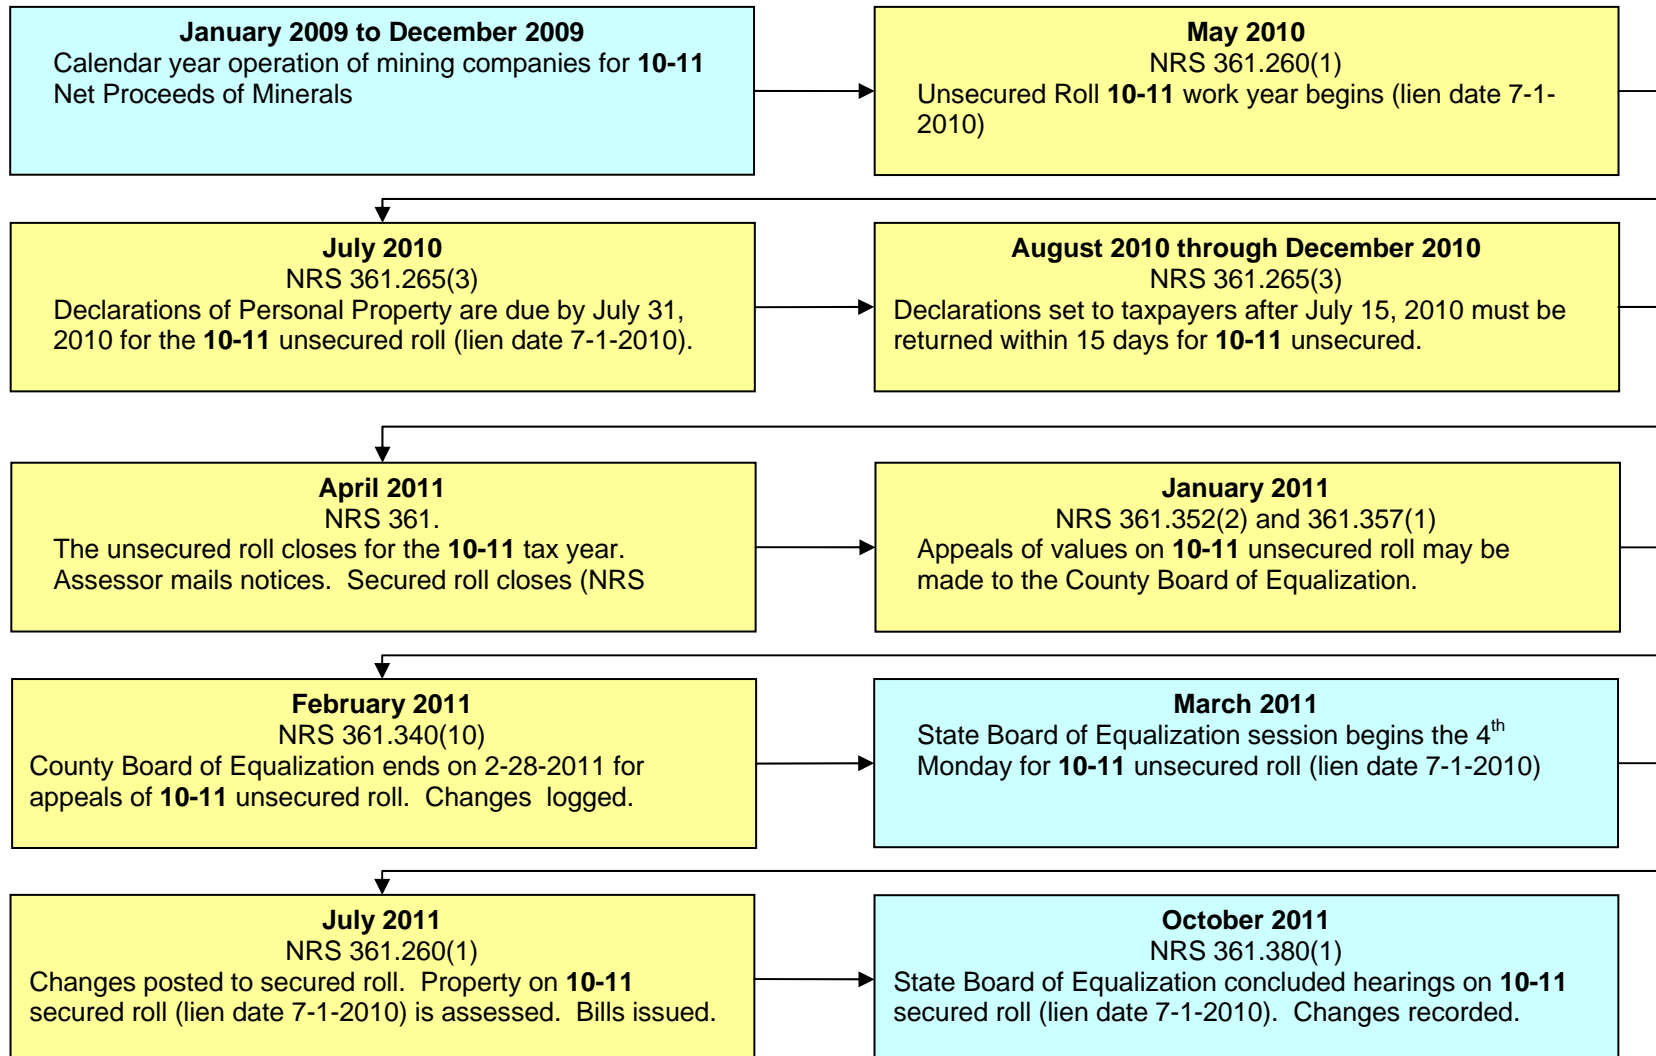 January 2009 to December 2009
Calendar year operation of mining companies for 10-11
Net Proceeds of Minerals
May 2010
NRS 361.260(1)
Unsecured Roll 10-11 work year begins (lien date 7-1-
2010)
July 2010
NRS 361.265(3)
Declarations of Personal Property are due by July 31,
2010 for the 10-11 unsecured roll (lien date 7-1-2010).
August 2010 through December 2010
NRS 361.265(3)
Declarations set to taxpayers after July 15, 2010 must be
returned within 15 days for 10-11 unsecured.
April 2011
NRS 361.
The unsecured roll closes for the 10-11 tax year.
Assessor mails notices.  Secured roll closes (NRS
January 2011
NRS 361.352(2) and 361.357(1)
Appeals of values on 10-11 unsecured roll may be
made to the County Board of Equalization.
February 2011
NRS 361.340(10)
County Board of Equalization ends on 2-28-2011 for
appeals of 10-11 unsecured roll.  Changes  logged.
March 2011
State Board of Equalization session begins the 4th
Monday for 10-11 unsecured roll (lien date 7-1-2010)
July 2011
NRS 361.260(1)
Changes posted to secured roll.  Property on 10-11
secured roll (lien date 7-1-2010) is assessed.  Bills issued.
October 2011
NRS 361.380(1)
State Board of Equalization concluded hearings on 10-11
secured roll (lien date 7-1-2010).  Changes recorded.